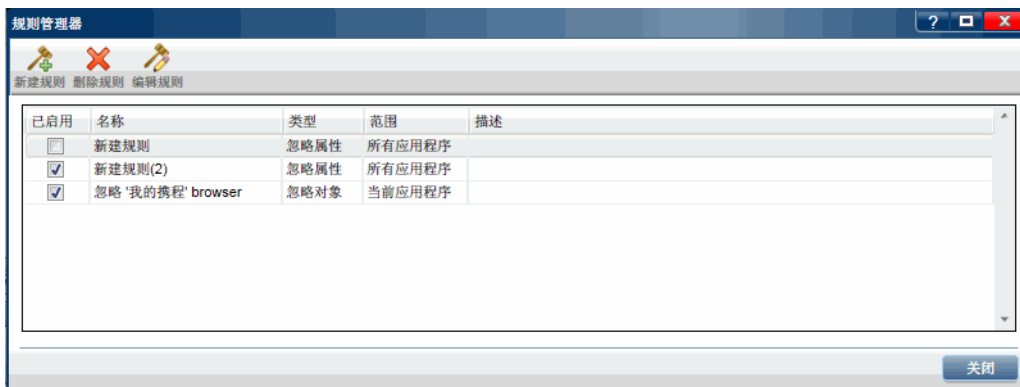 规则管理器
新建规则 删除规则 编辑规则
已启用 名称 类型 范围 描述
新建规则 忽略属性 所有应用程序
新建规则(2) 忽略属性 所有应用程序
忽略 '我的携程' browser 忽略对象 当前应用程序
关闭